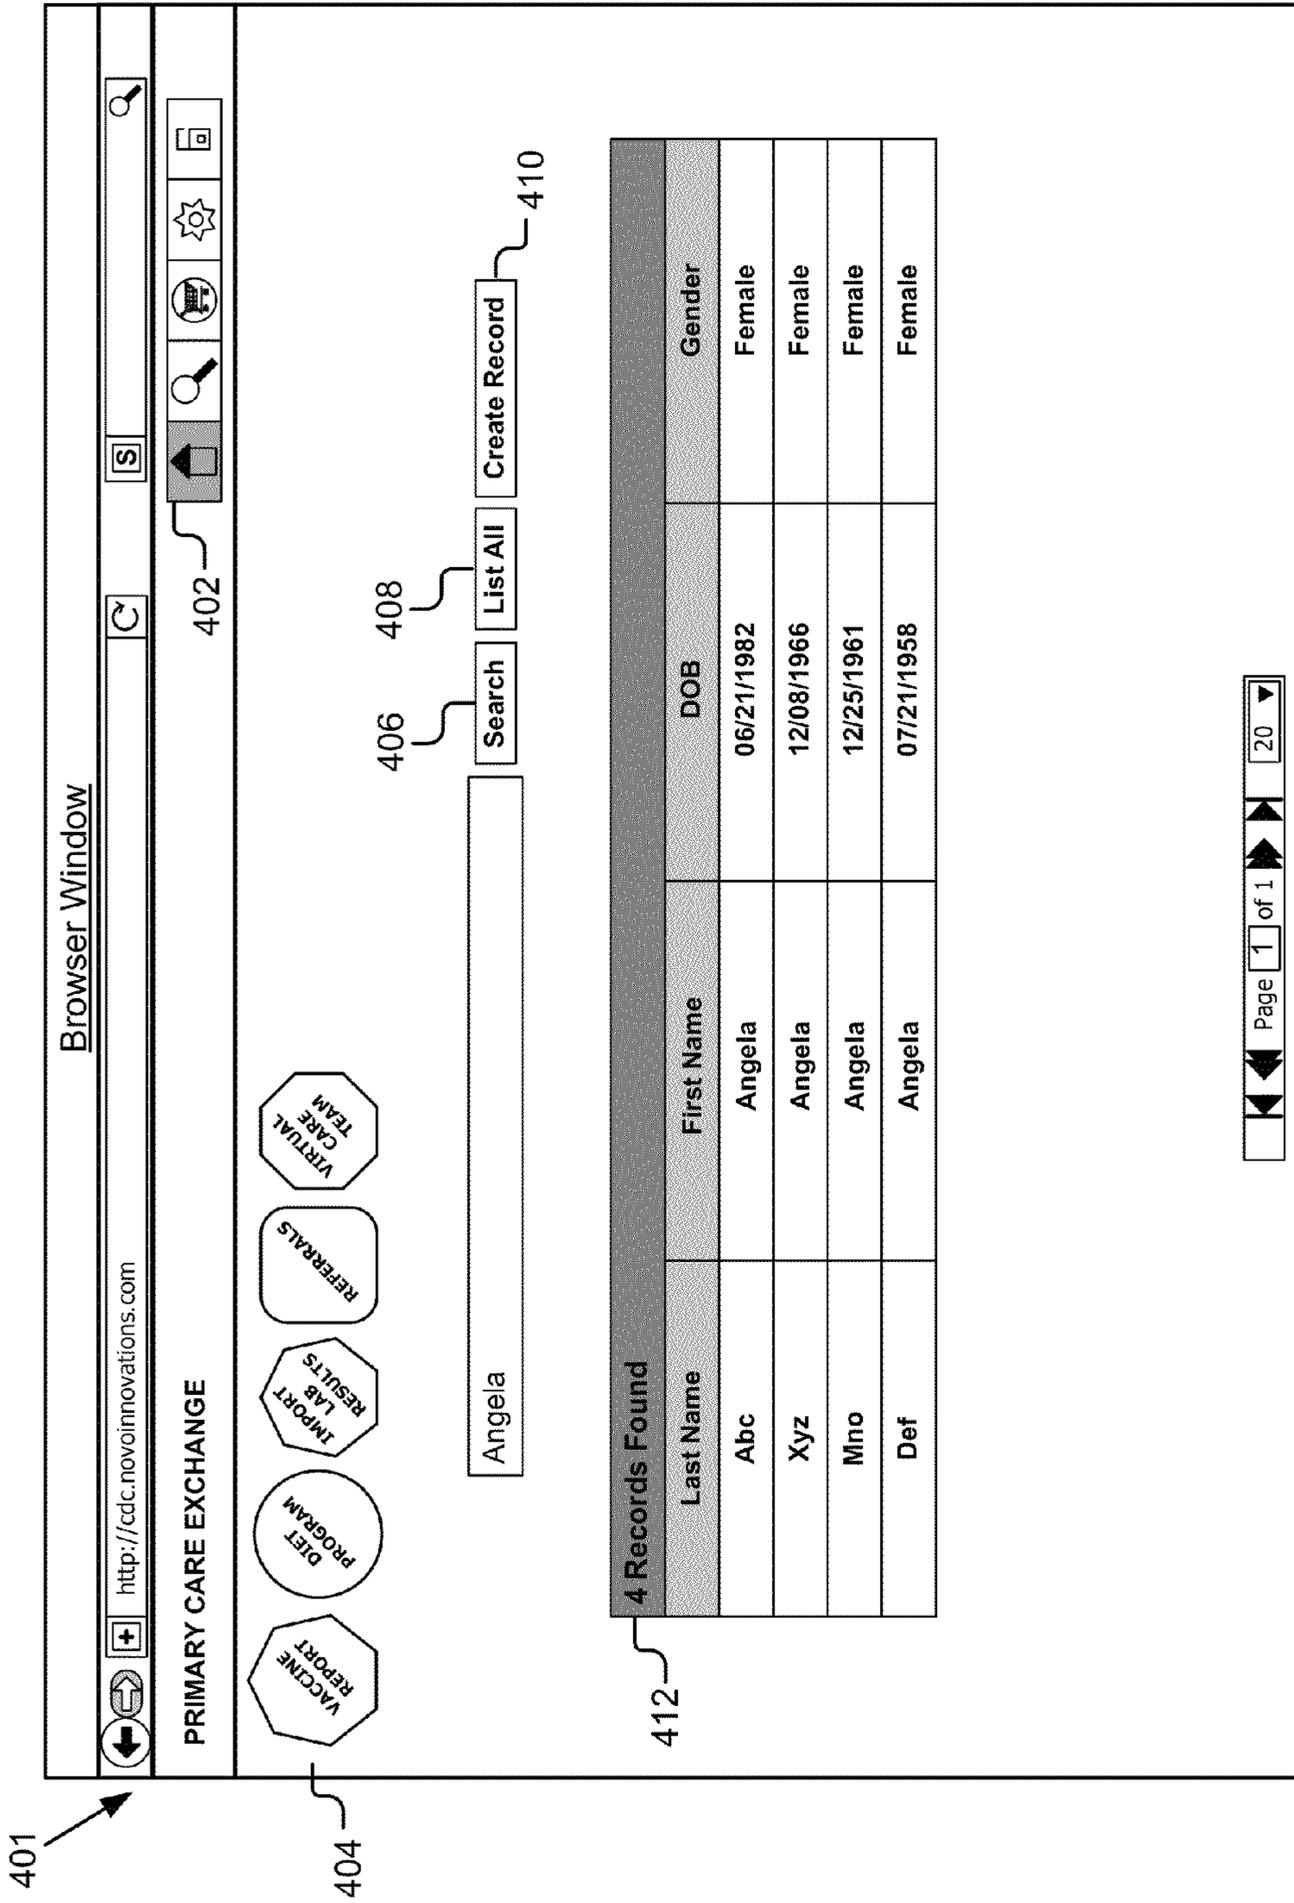 Browser Window
401
+ http://cdc.novoinnovations.com S
PRIMARY CARE EXCHANGE
402
404
VACCINE
REPORT
DIET
PROGRAM
IMPORT
LAB
RESULTS
REFERRALS
VIRTUAL
CARE
TEAM
406
408
410
Angela Search List All Create Record
412
4 Records Found
Last Name First Name DOB Gender
Abc Angela 06/21/1982 Female
Xyz Angela 12/08/1966 Female
Mno Angela 12/25/1961 Female
Def Angela 07/21/1958 Female
Page 1 of 1 20